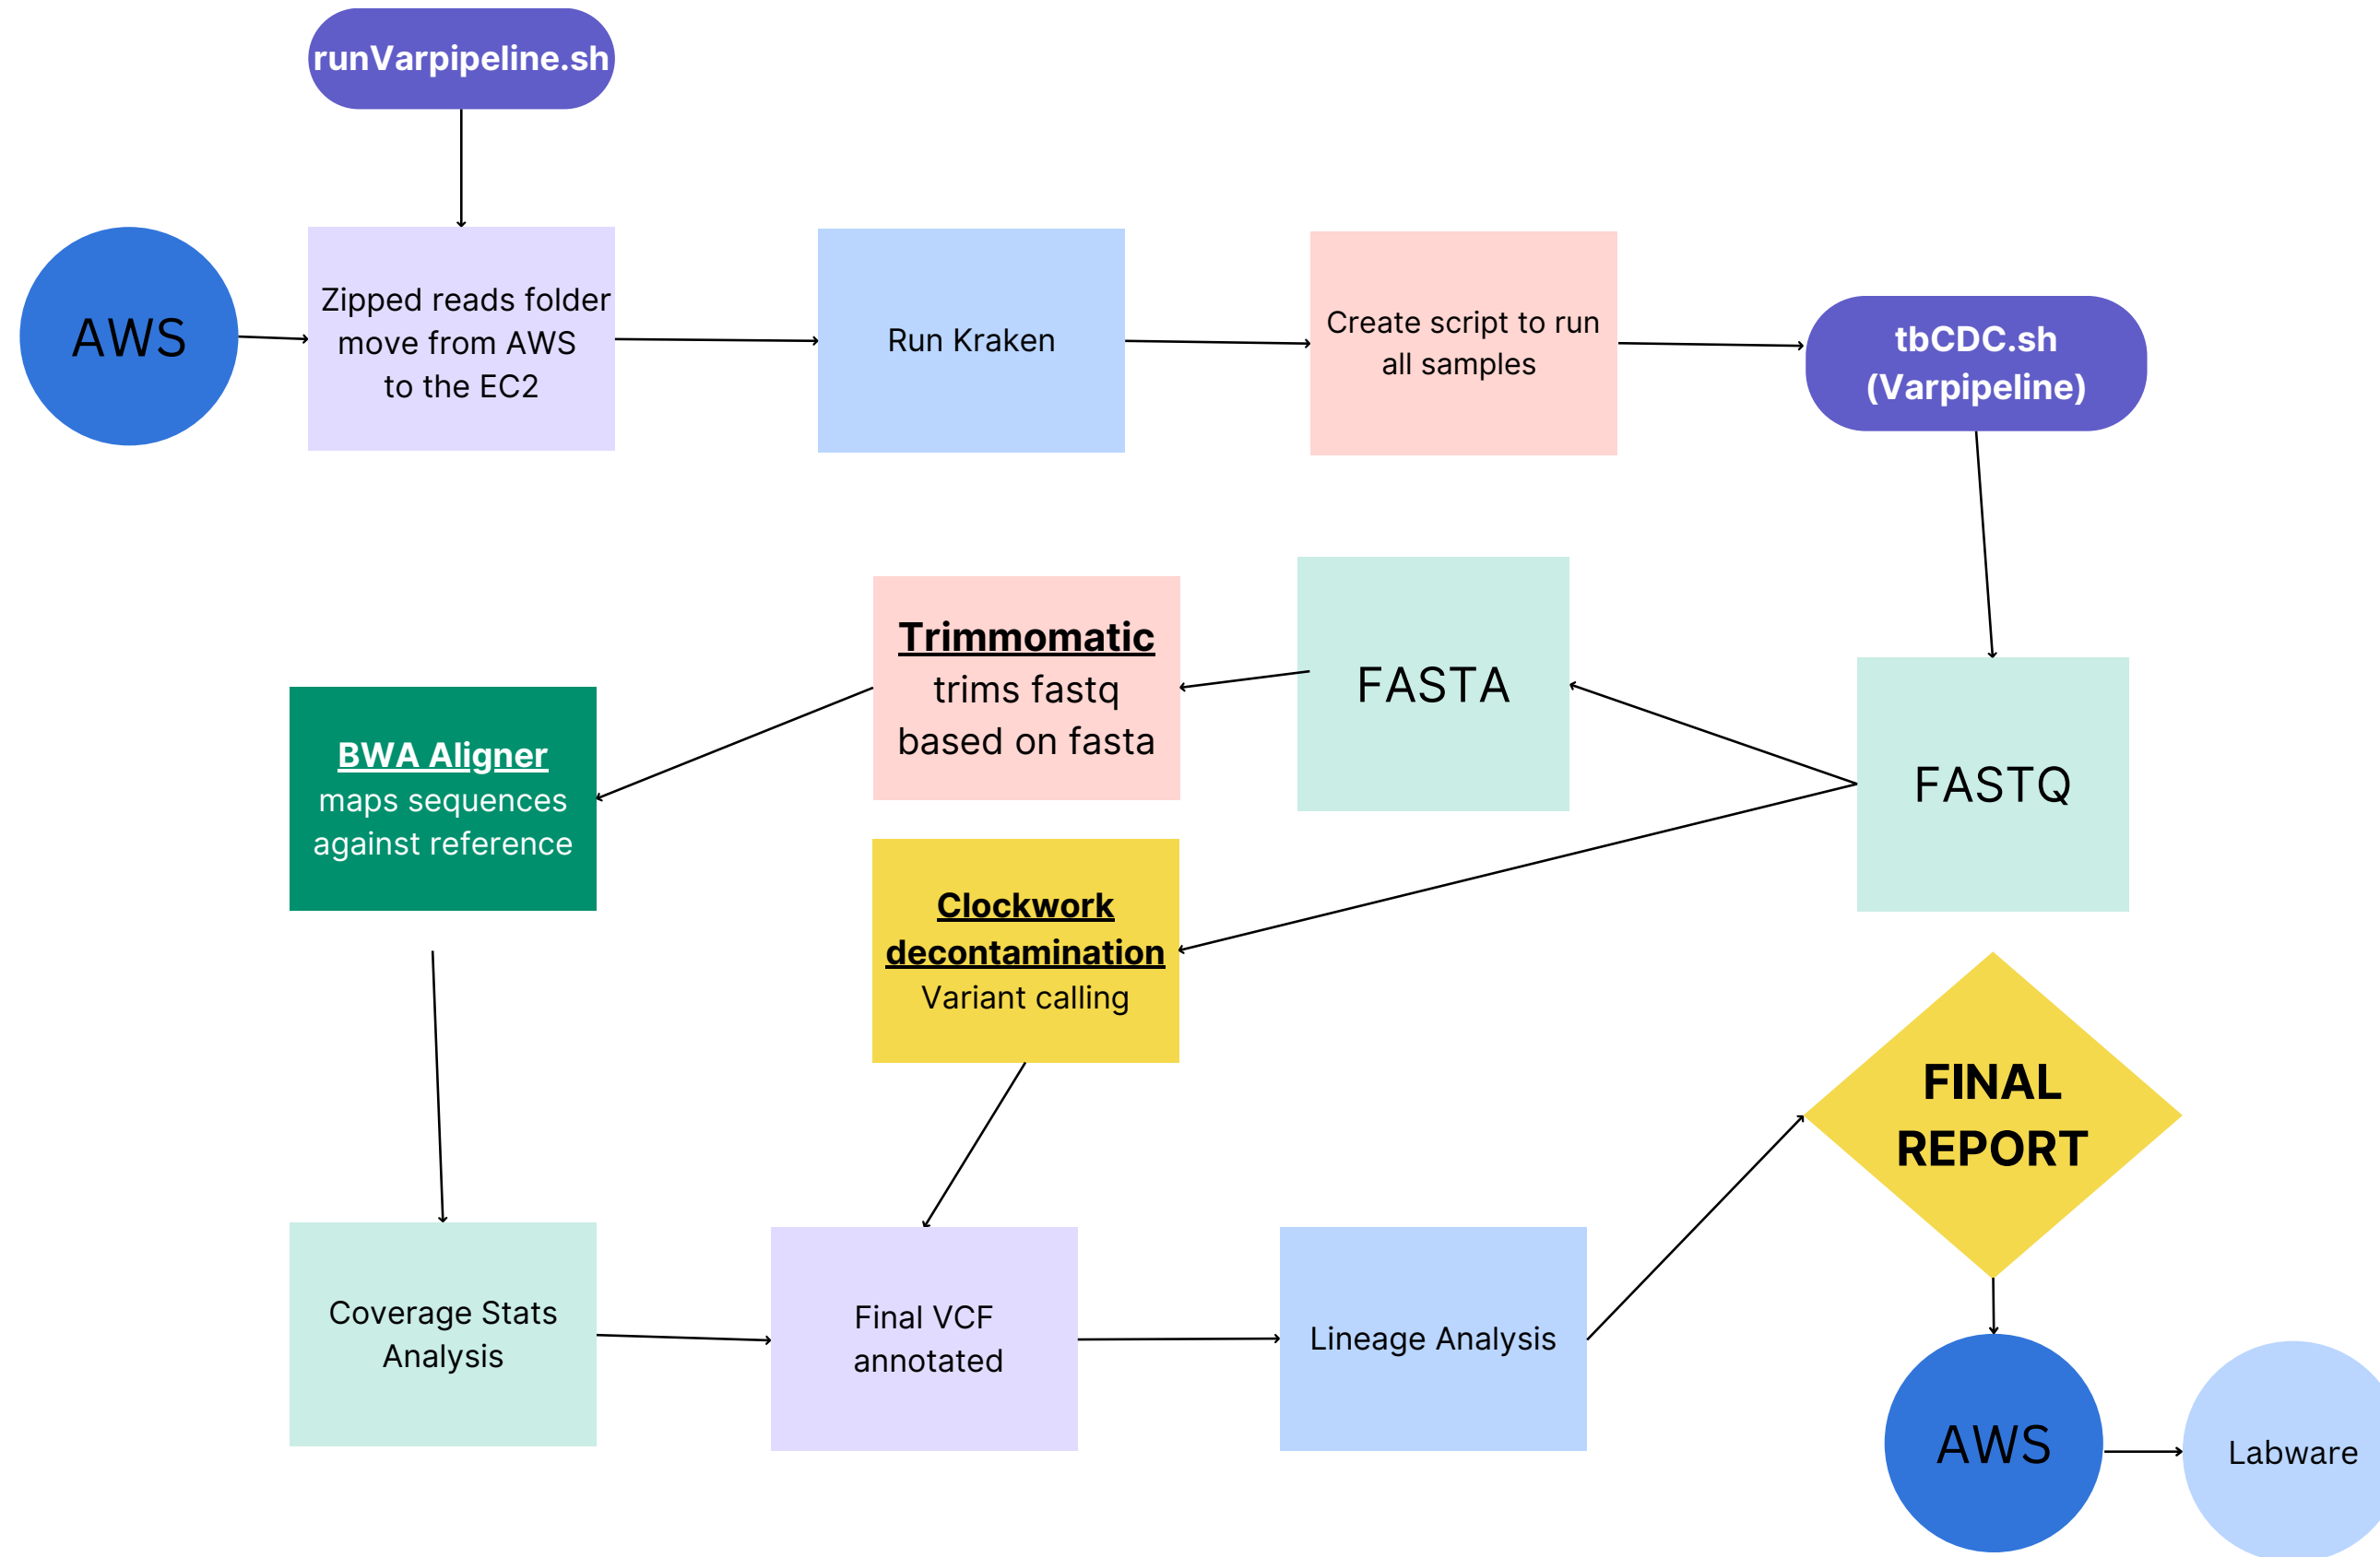 runVarpipeline.sh
AWS
Zipped reads folder
move from AWS
to the EC2
Run Kraken
Create script to run
all samples
tbCDC.sh
(Varpipeline)
FASTQ
FASTA
Trimmomatic
trims fastq
based on fasta
BWA Aligner
maps sequences
against reference
Clockwork
decontamination
Variant calling
Coverage Stats
Analysis
Final VCF
annotated
Lineage Analysis
FINAL
REPORT
AWS
Labware